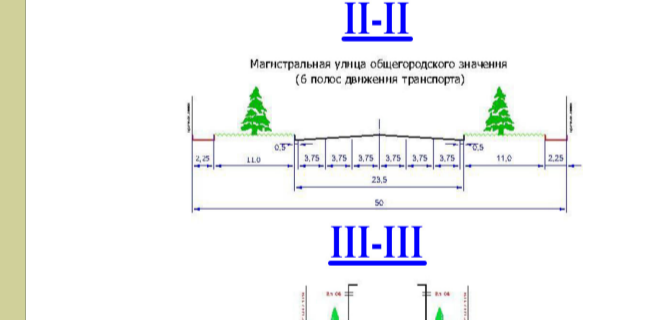 II-II
Магистральная улица общегородского значения
(6 полос движения транспорта)
0,5 0,5
2,25 11,0 3,75 3,75 3,75 3,75 3,75 3,75 11,0 2,25
23,5
50
III-III